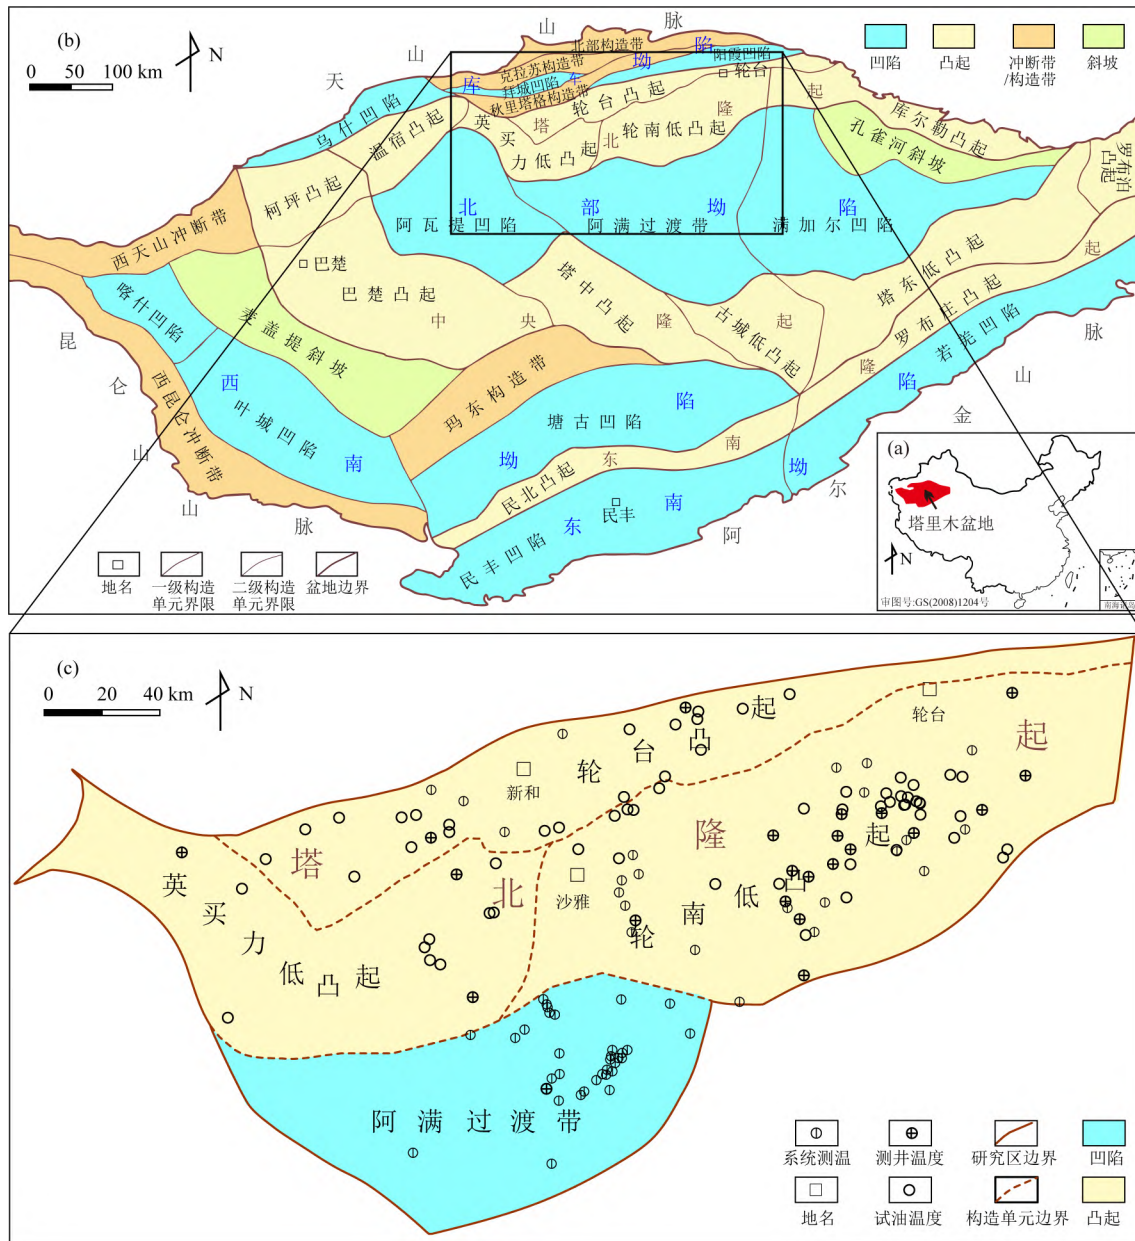 (b)
N
0 50 100 km
天 山 山 脉
凹陷
凸起
冲断带
/构造带
斜坡
北部构造带
克拉苏构造带
拜城凹陷
秋里塔格构造带
阳霞凹陷
库 车 坳 陷
轮台
乌什凹陷
温宿凸起
轮台凸起
英买力低凸起
轮南低凸起
塔 北 隆 起
库尔勒凸起
孔雀河斜坡
罗布泊凸起
柯坪凸起
北 部 坳 陷
阿瓦提凹陷
阿满过渡带
满加尔凹陷
西天山冲断带
巴楚
巴楚凸起
塔中凸起
古城低凸起
塔东低凸起
罗布庄凸起
若羌凹陷
中 央 隆 起
喀什凹陷
麦盖提斜坡
叶城凹陷
西昆仑冲断带
玛东构造带
塘古凹陷
西 南 坳 陷
民北凸起
东 南 隆 起
民丰
民丰凹陷
东 南 坳 陷
昆 仑 山 山 脉
阿 尔 金 山 脉
地名
一级构造
单元界限
二级构造
单元界限
盆地边界
(a)
塔里木盆地
N
审图号:GS(2008)1204号
南海诸岛
(c)
0 20 40 km
N
轮台
新和
沙雅
轮台凸起
塔 北 隆 起
英买力低凸起
轮南低凸起
阿满过渡带
系统测温
测井温度
研究区边界
凹陷
地名
试油温度
构造单元边界
凸起